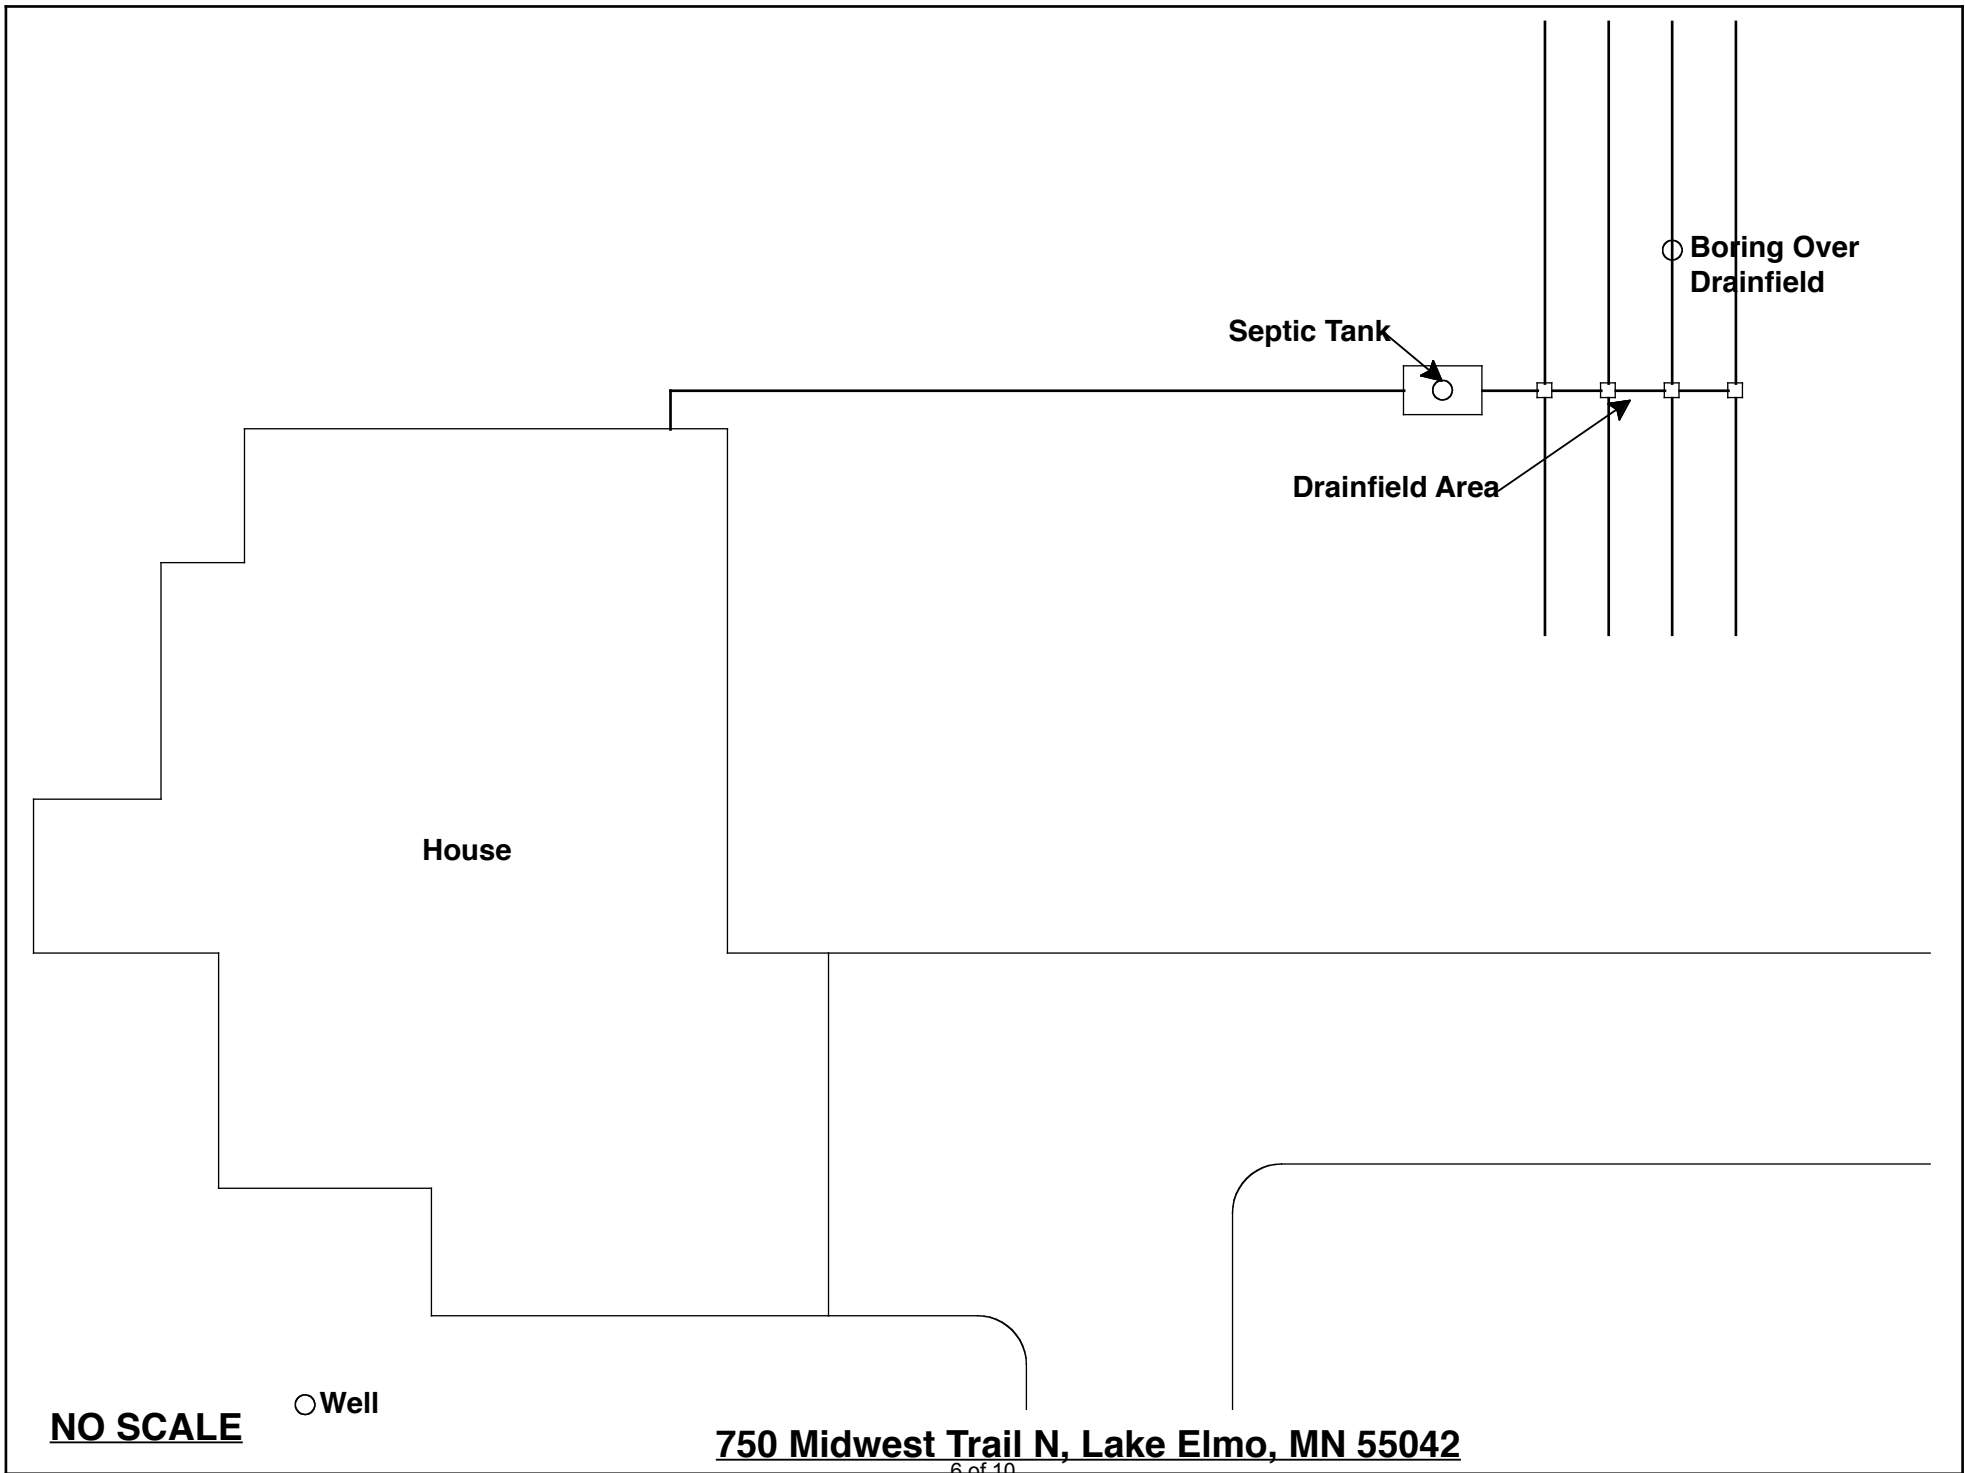 Boring Over
Drainfield
Septic Tank
Drainfield Area
House
Well
NO SCALE
750 Midwest Trail N, Lake Elmo, MN 55042
6 of 10